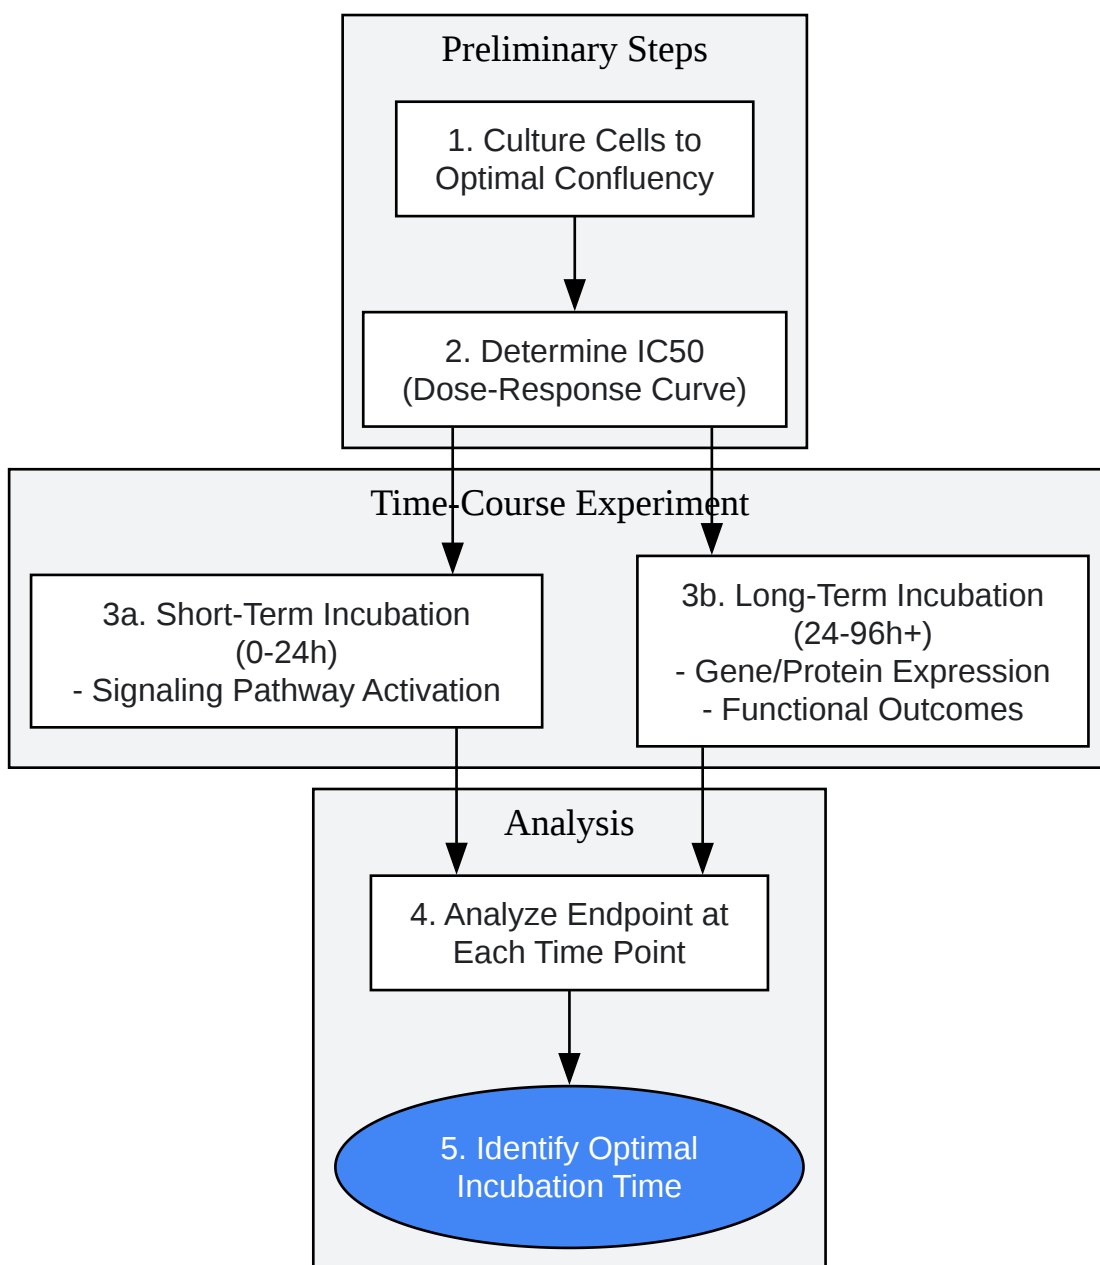 Preliminary Steps
1. Culture Cells to
Optimal Confluency
2. Determine IC50
(Dose-Response Curve)
Time-Course Experiment
3a. Short-Term Incubation
(0-24h)
- Signaling Pathway Activation
3b. Long-Term Incubation
(24-96h+)
- Gene/Protein Expression
- Functional Outcomes
Analysis
4. Analyze Endpoint at
Each Time Point
5. Identify Optimal
Incubation Time